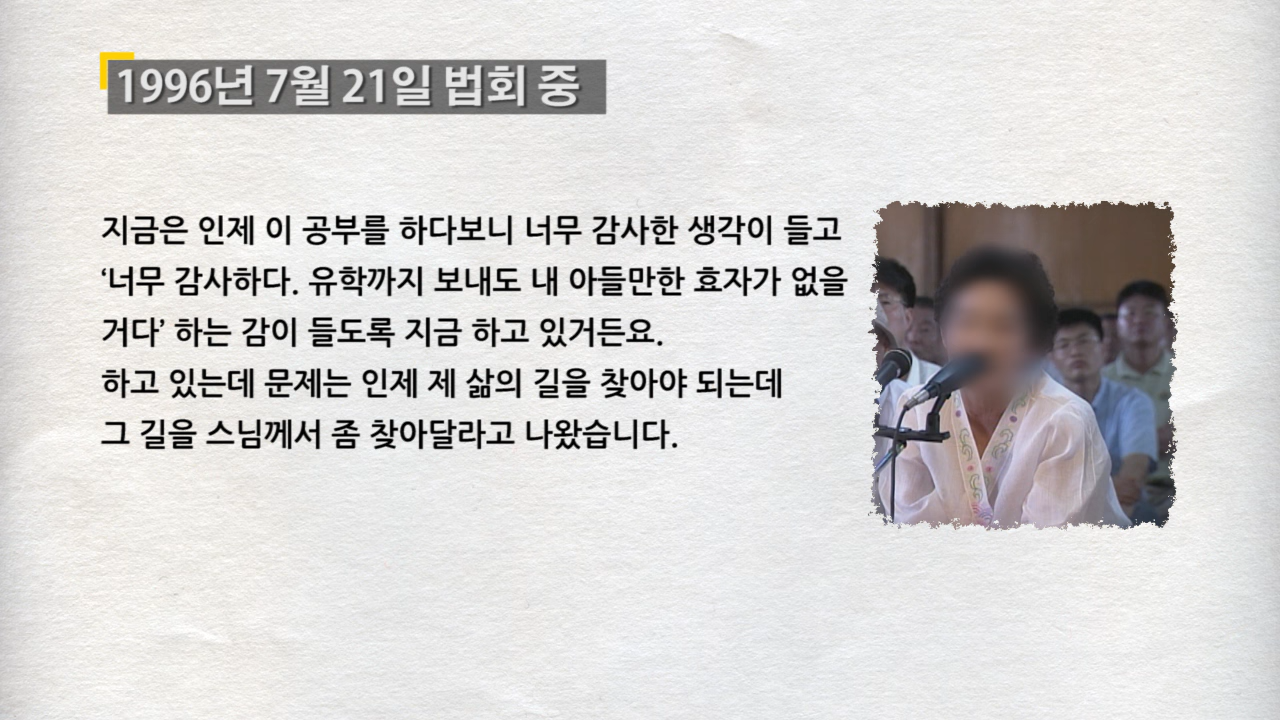 1996년 7월 21일 법회 중
지금은 인제 이 공부를 하다보니 너무 감사한 생각이 들고
‘너무 감사하다. 유학까지 보내도 내 아들만한 효자가 없을
거다’ 하는 감이 들도록 지금 하고 있거든요.
하고 있는데 문제는 인제 제 삶의 길을 찾아야 되는데
그 길을 스님께서 좀 찾아달라고 나왔습니다.